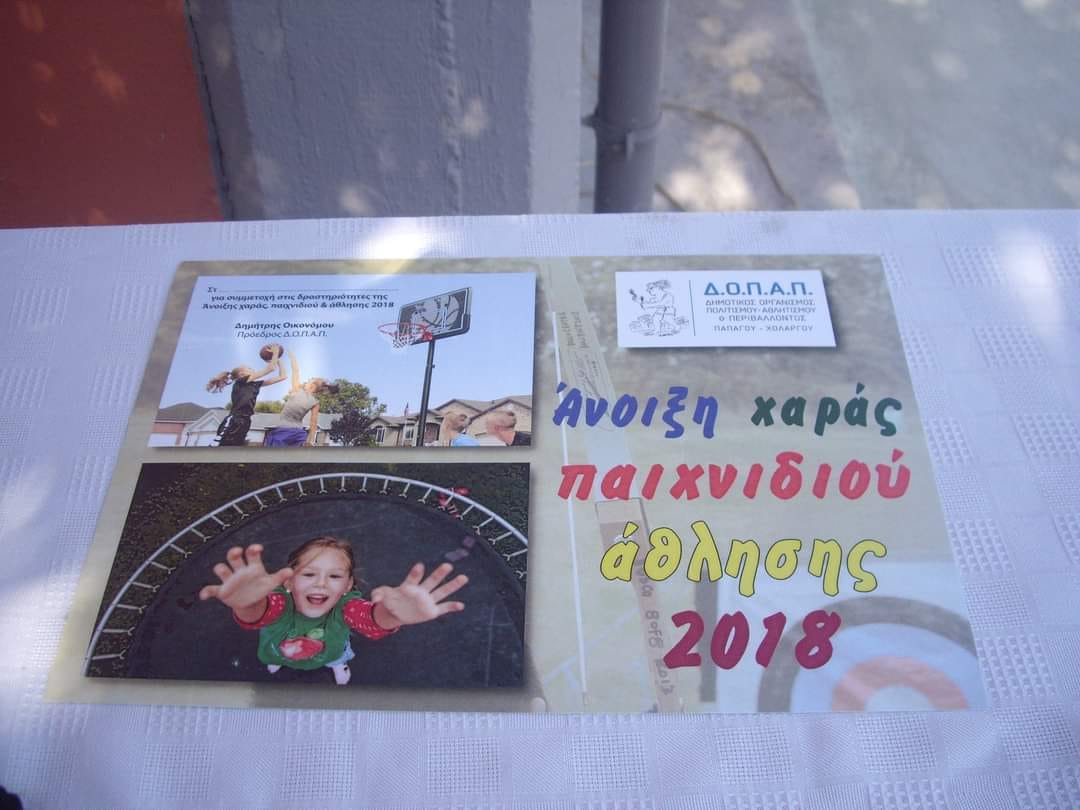 Στ
για συμμετοχή στις δραστηριότητες της
Άνοιξης χαράς, παιχνιδιού & άθλησης 2018
Δημήτρης Οικονόμου
Πρόεδρος Δ.Ο.Π.Α.Π.
Δ.Ο.Π.Α.Π.
ΔΗΜΟΤΙΚΟΣ ΟΡΓΑΝΙΣΜΟΣ
ΠΟΛΙΤΙΣΜΟΥ-ΑΘΛΗΤΙΣΜΟΥ
& ΠΕΡΙΒΑΛΛΟΝΤΟΣ
ΠΑΠΑΓΟΥ - ΧΟΛΑΡΓΟΥ
Άνοιξη χαράς
παιχνιδιού
άθλησης
2018